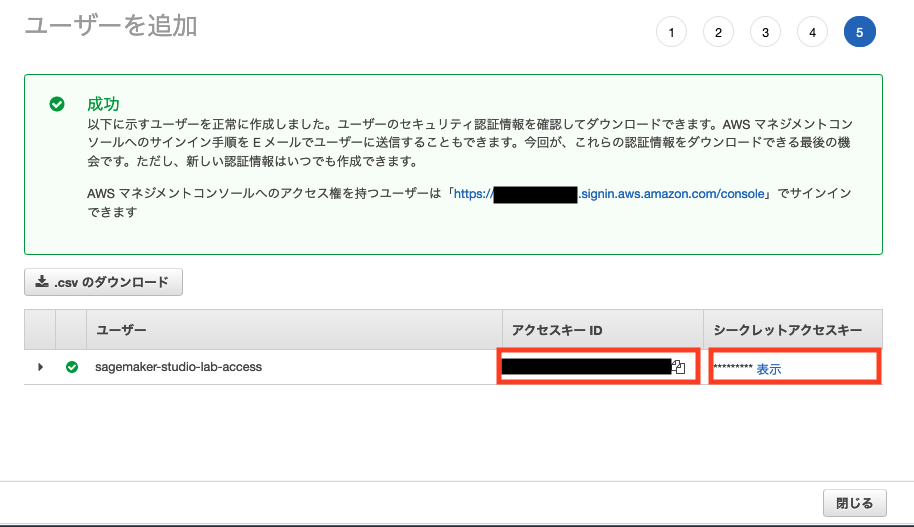 ユーザーを追加
1 2 3 4 5
成功
以下に示すユーザーを正常に作成しました。ユーザーのセキュリティ認証情報を確認してダウンロードできます。AWS マネジメントコン
ソールへのサインイン手順を E メールでユーザーに送信することもできます。今回が、これらの認証情報をダウンロードできる最後の機
会です。ただし、新しい認証情報はいつでも作成できます。
AWS マネジメントコンソールへのアクセス権を持つユーザーは「https:// .signin.aws.amazon.com/console」でサインイン
できます
.csv のダウンロード
ユーザー アクセスキー ID シークレットアクセスキー
sagemaker-studio-lab-access ********* 表示
閉じる